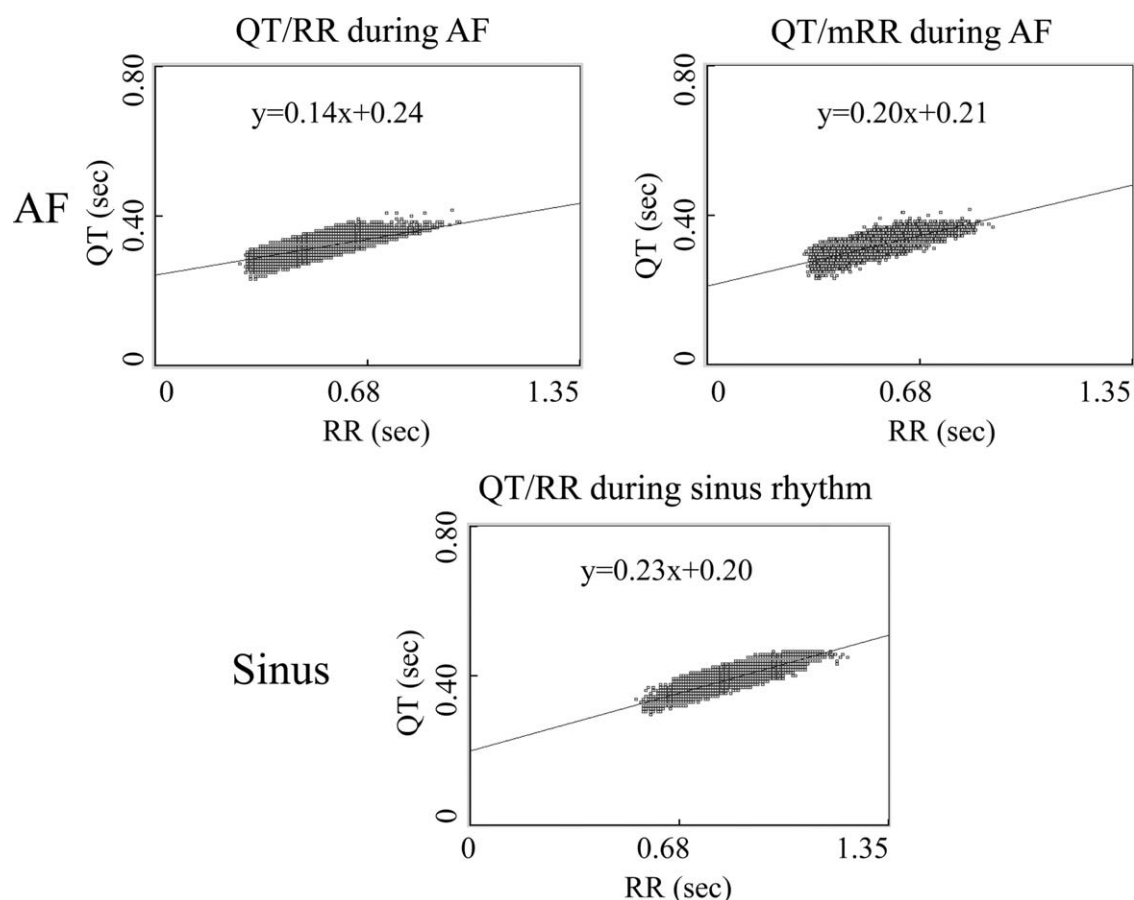 QT/RR during AF
QT/mRR during AF
AF
QT (sec)
0.80
0.40
0
y=0.14x+0.24
0
0.68
1.35
RR (sec)
QT (sec)
0.80
0.40
0
y=0.20x+0.21
0
0.68
1.35
RR (sec)
QT/RR during sinus rhythm
Sinus
QT (sec)
0.80
0.40
0
y=0.23x+0.20
0
0.68
1.35
RR (sec)